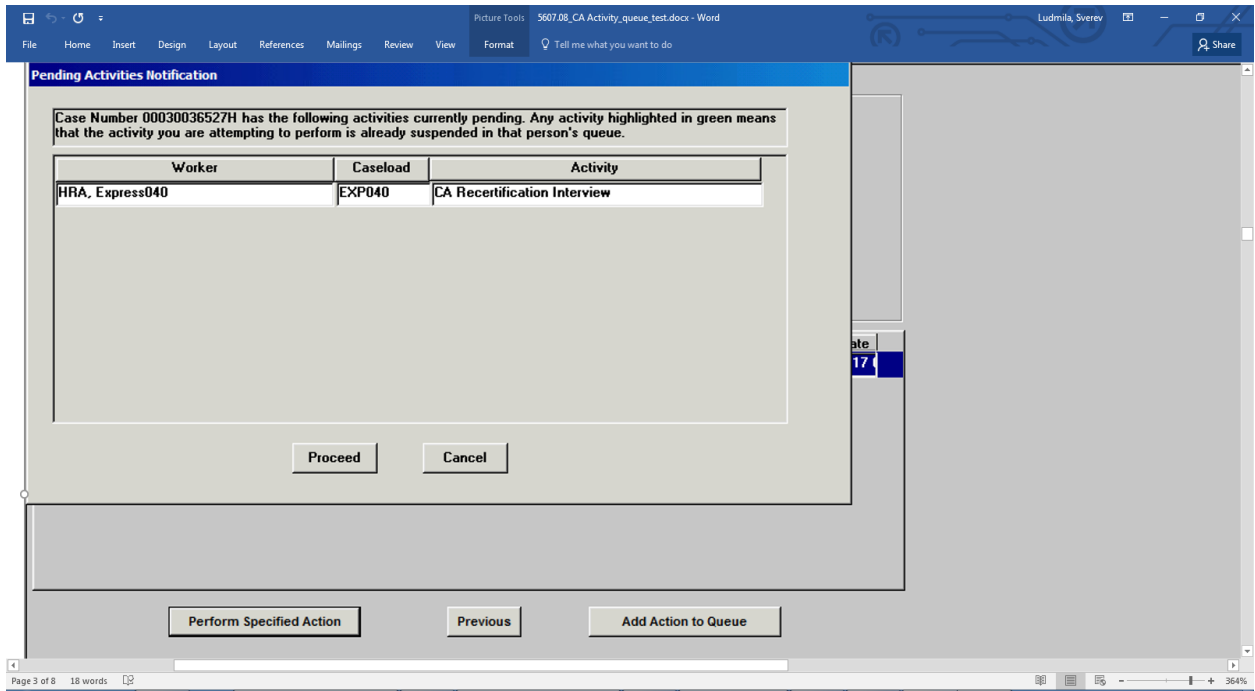 Picture Tools 5607.08_CA Activity_queue_test.docx - Word Ludmila, Sverev
File Home Insert Design Layout References Mailings Review View Format Tell me what you want to do Share
Pending Activities Notification
Case Number 00030036527H has the following activities currently pending. Any activity highlighted in green means
that the activity you are attempting to perform is already suspended in that person's queue.
Worker Caseload Activity
HRA, Express040 EXP040 CA Recertification Interview
ate
17
Proceed Cancel
Perform Specified Action Previous Add Action to Queue
Page 3 of 8 18 words 364%